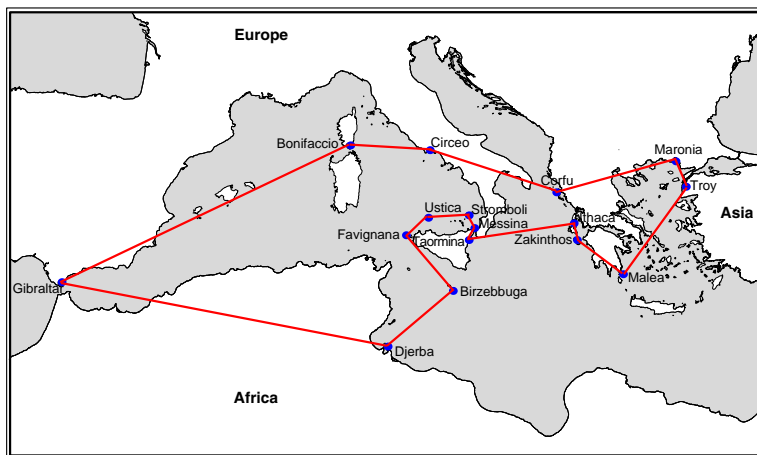 Europe
Bonifaccio
Circeo
Maronia
Corfu
Troy
Ustica
Stromboli
Messina
Ithaca
Asia
Favignana
Taormina
Zakinthos
Gibraltar
Malea
Birzebbuga
Djerba
Africa